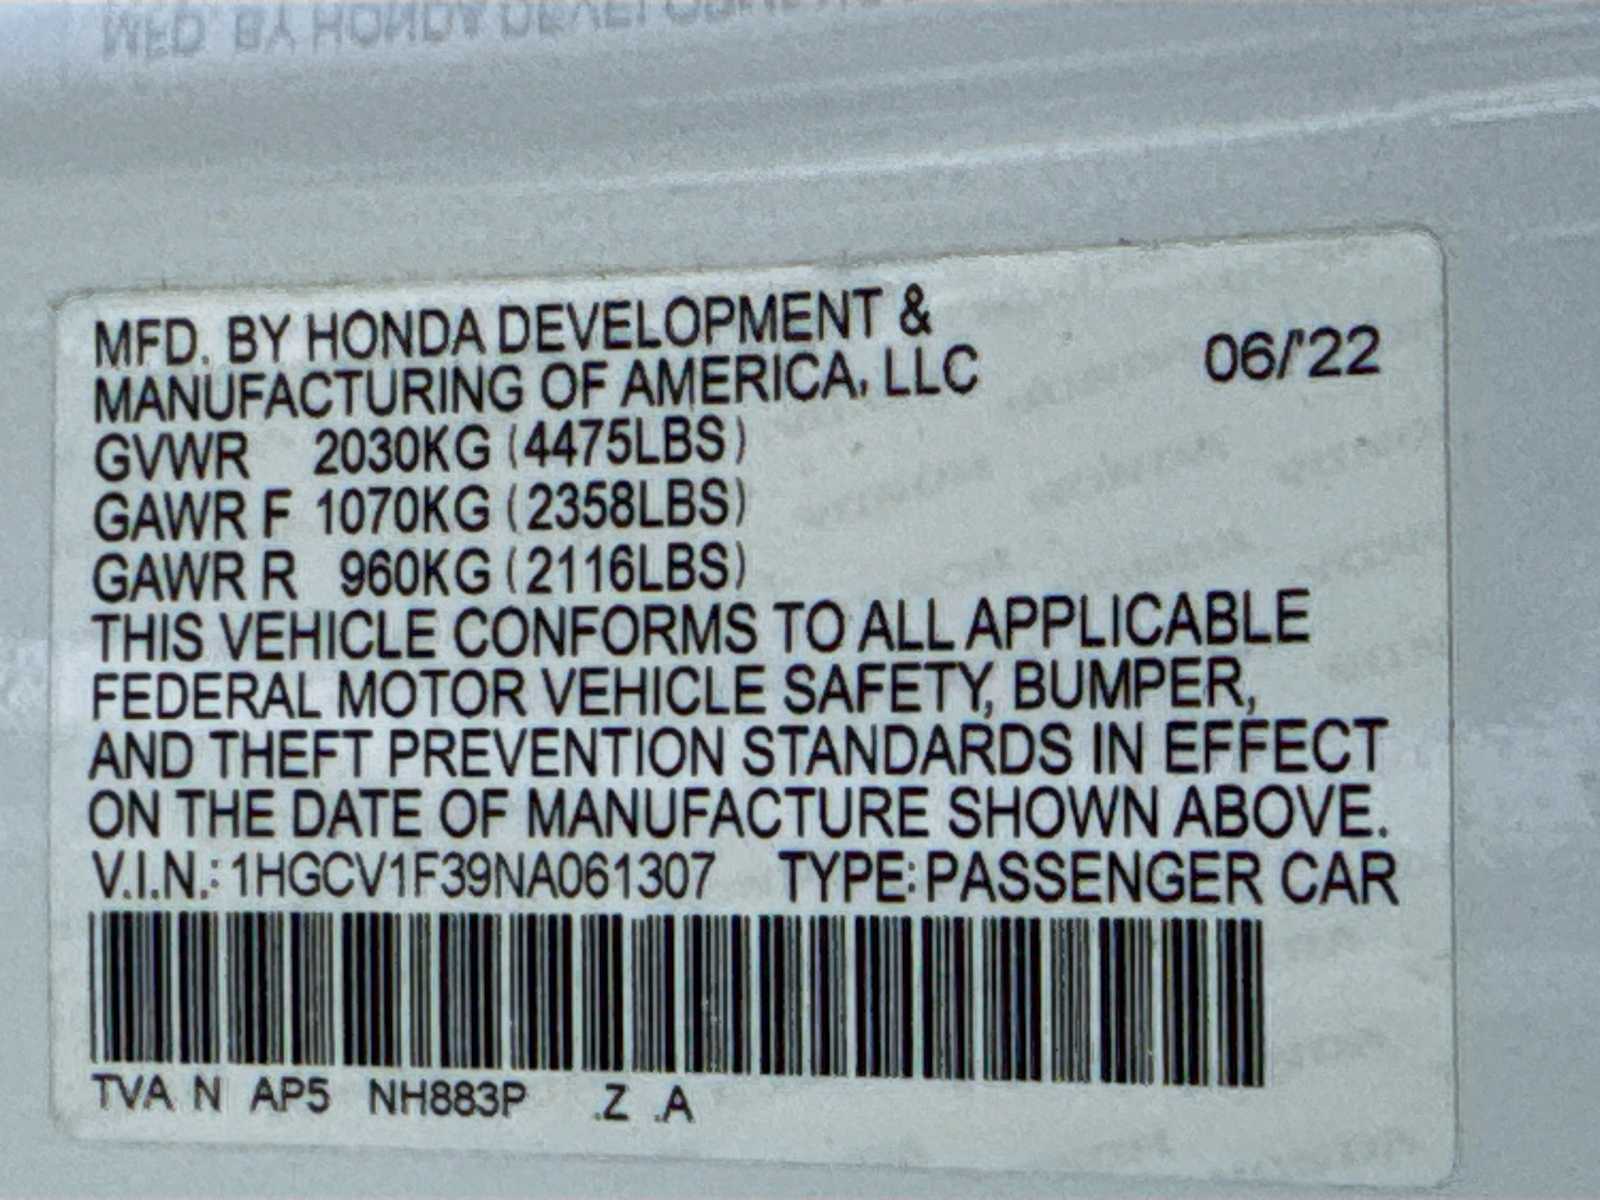 MFD. BY HONDA DEVELOPMENT &
MANUFACTURING OF AMERICA, LLC 06/'22
GVWR 2030KG (4475LBS)
GAWR F 1070KG (2358LBS)
GAWR R 960KG (2116LBS)
THIS VEHICLE CONFORMS TO ALL APPLICABLE
FEDERAL MOTOR VEHICLE SAFETY, BUMPER,
AND THEFT PREVENTION STANDARDS IN EFFECT
ON THE DATE OF MANUFACTURE SHOWN ABOVE.
V.I.N.: 1HGCV1F39NA061307 TYPE: PASSENGER CAR
TVA N AP5 NH883P .Z .A